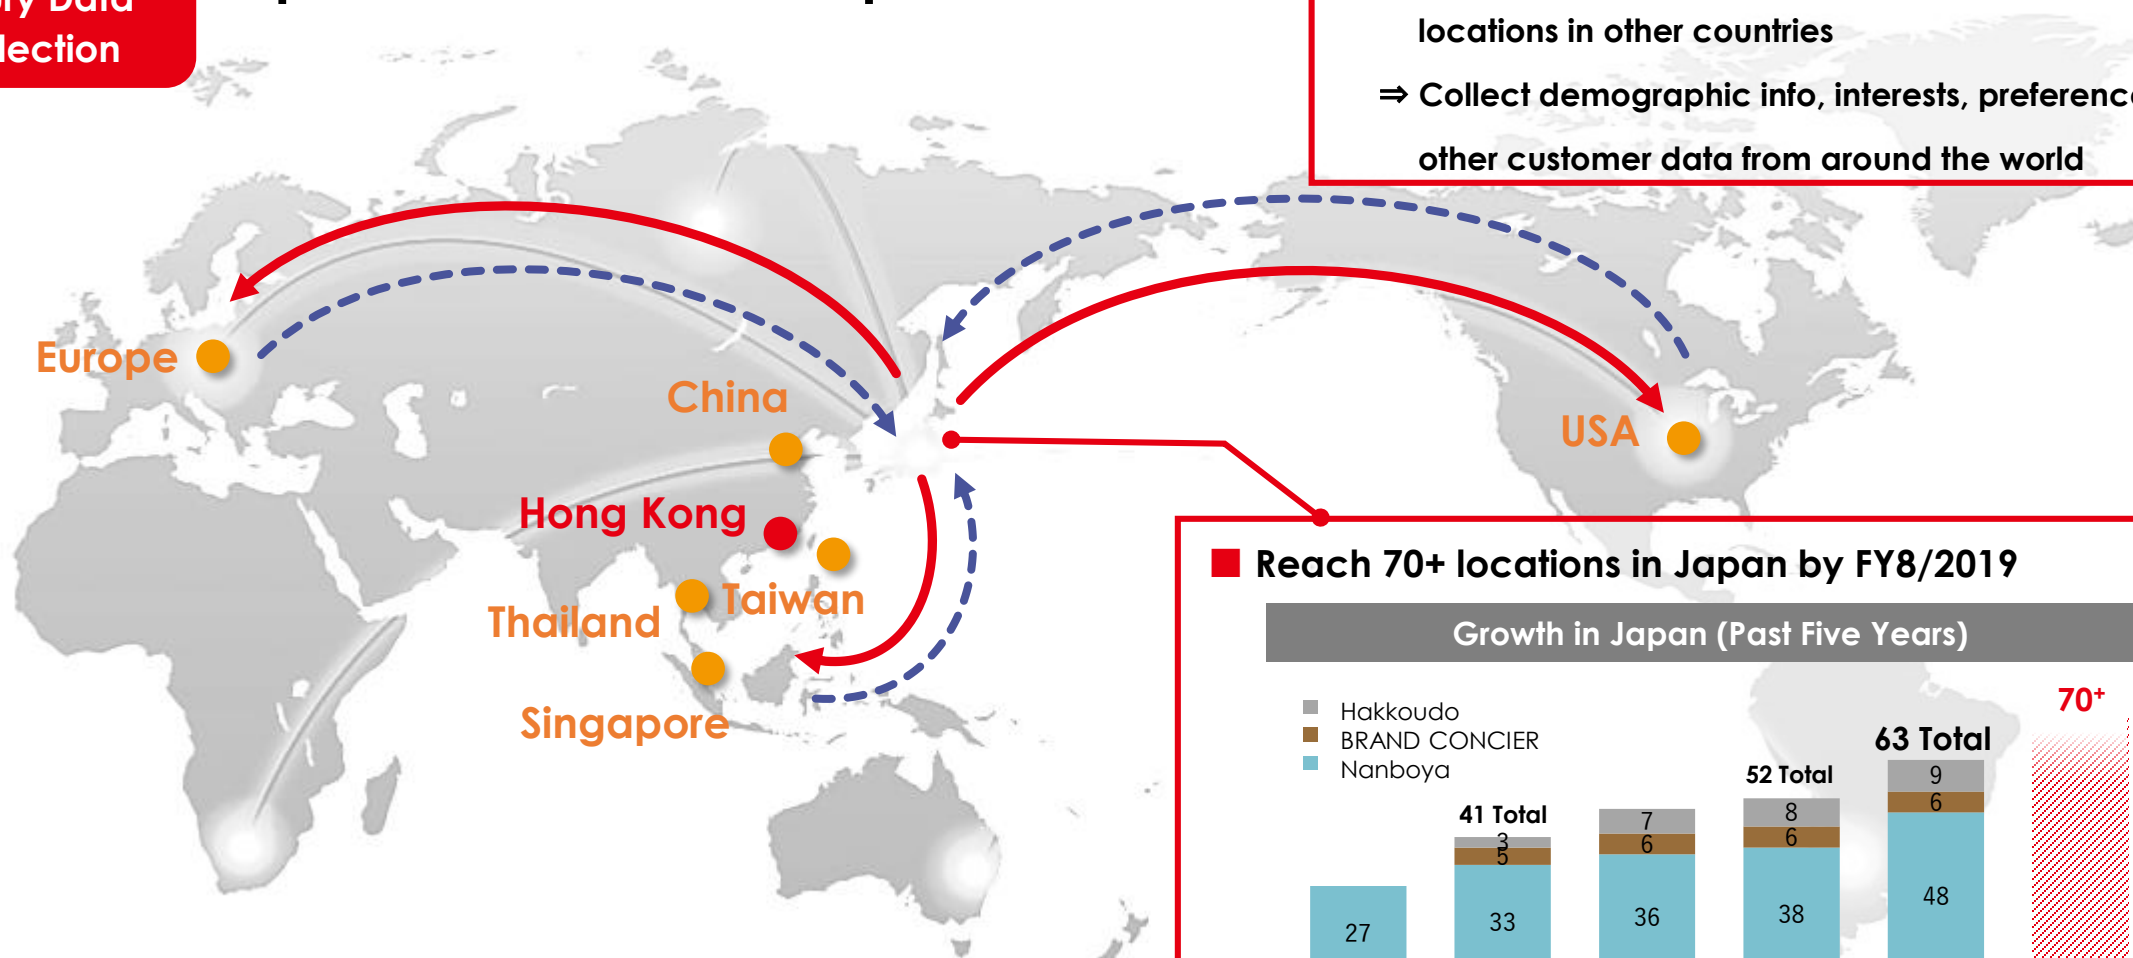 Data
locations in other countries
⇒ Collect demographic info, interests,
other customer data from around the world
Europe
China
USA
Hong Kong
Taiwan
Thailand
Singapore
■ Reach 70+ locations in Japan by FY8/2019
Growth in Japan (Past Five Years)
Hakkoudo
BRAND CONCIER
Nanboya
70+
63 Total
52 Total
41 Total
9
6
48
8
6
38
7
6
36
3
5
33
27